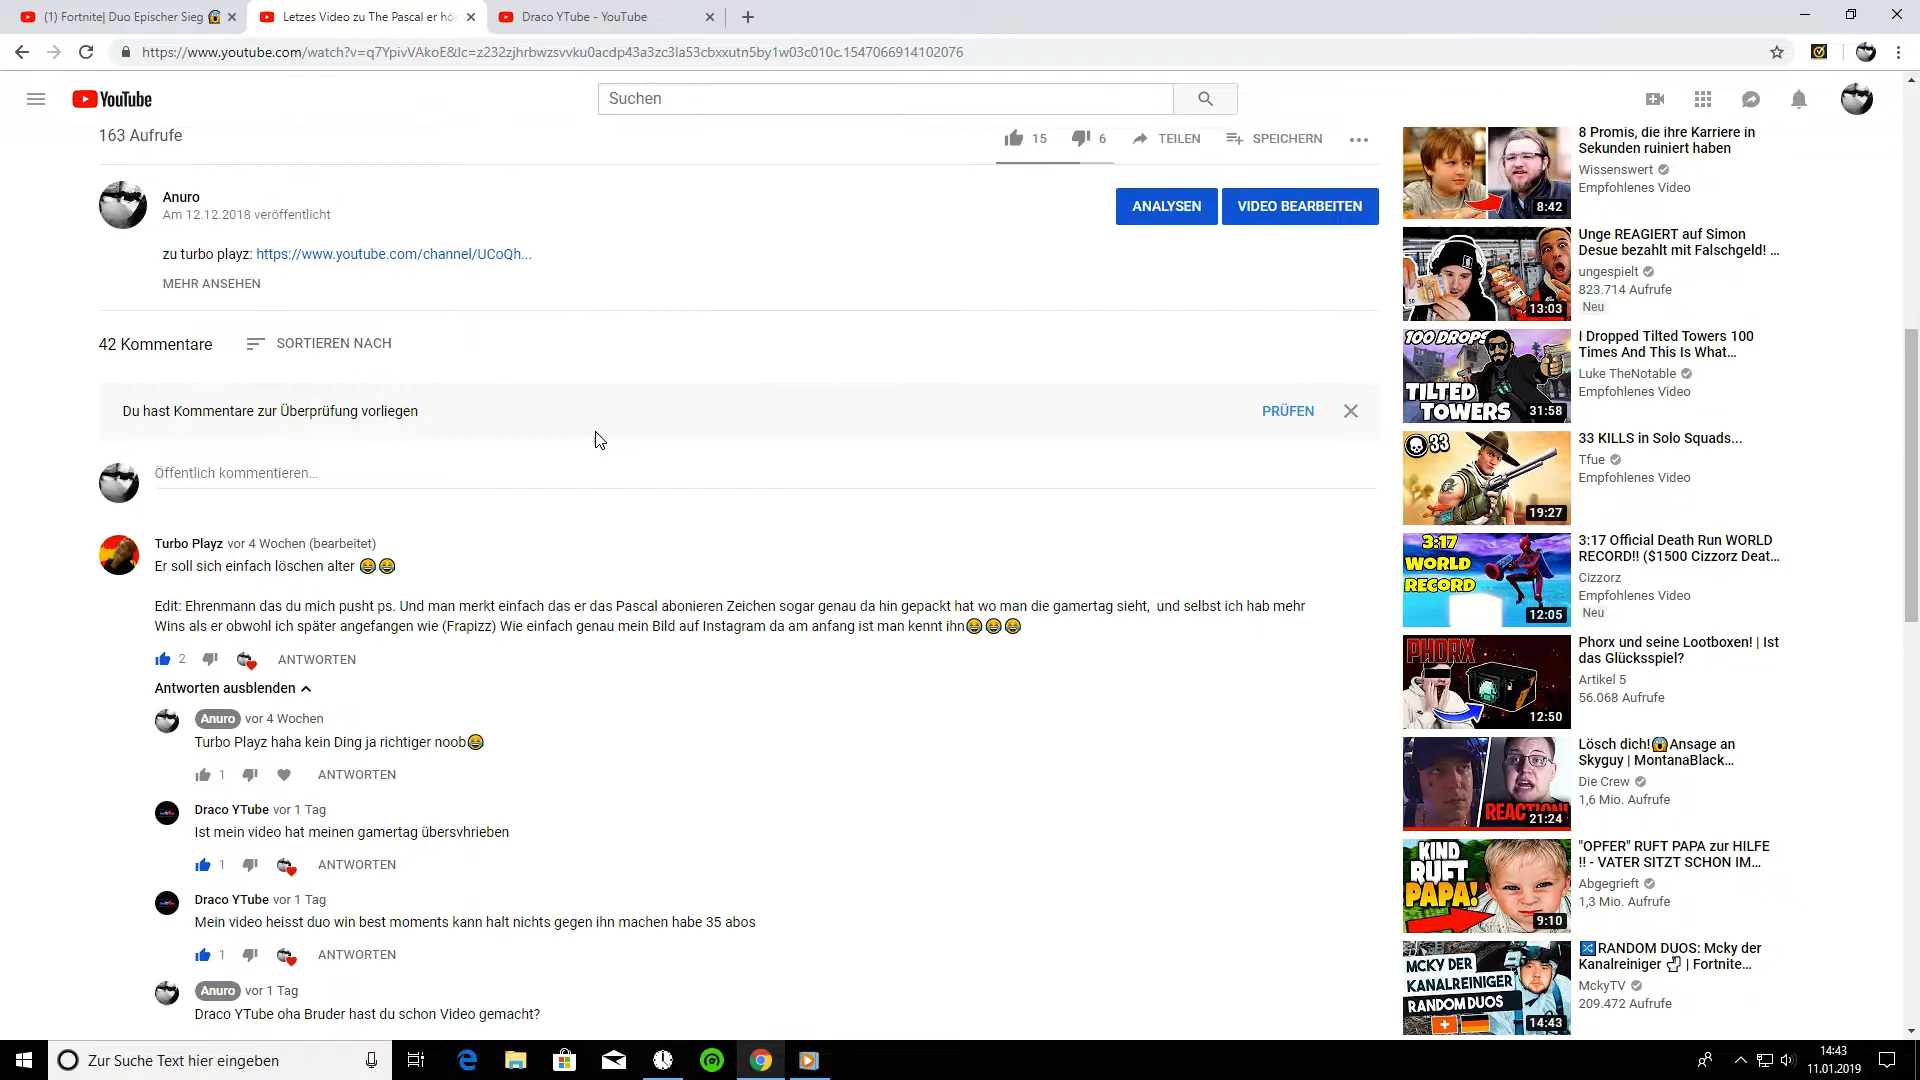 (1) Fortnite| Duo Epischer Sieg
Letzes Video zu The Pascal er hö
Draco YTube - YouTube
https://www.youtube.com/watch?v=q7YpivVAkoE&lc=z232zjhrbwzsvvku0acdp43a3zc3la53cbxxutn5by1w03c010c.1547066914102076
YouTube
Suchen
163 Aufrufe
15
6
TEILEN
SPEICHERN
Anuro
Am 12.12.2018 veröffentlicht
ANALYSEN
VIDEO BEARBEITEN
zu turbo playz: https://www.youtube.com/channel/UCoQh...
MEHR ANSEHEN
42 Kommentare
SORTIEREN NACH
Du hast Kommentare zur Überprüfung vorliegen
PRÜFEN
Öffentlich kommentieren...
Turbo Playz vor 4 Wochen (bearbeitet)
Er soll sich einfach löschen alter 😂😂
Edit: Ehrenmann das du mich pusht ps. Und man merkt einfach das er das Pascal abonieren Zeichen sogar genau da hin gepackt hat wo man die gamertag sieht, und selbst ich hab mehr
Wins als er obwohl ich später angefangen wie (Frapizz) Wie einfach genau mein Bild auf Instagram da am anfang ist man kennt ihn😂😂😂
2
ANTWORTEN
Antworten ausblenden
Anuro vor 4 Wochen
Turbo Playz haha kein Ding ja richtiger noob😂
1
ANTWORTEN
Draco YTube vor 1 Tag
Ist mein video hat meinen gamertag übersvhrieben
1
ANTWORTEN
Draco YTube vor 1 Tag
Mein video heisst duo win best moments kann halt nichts gegen ihn machen habe 35 abos
1
ANTWORTEN
Anuro vor 1 Tag
Draco YTube oha Bruder hast du schon Video gemacht?
8:42
8 Promis, die ihre Karriere in
Sekunden ruiniert haben
Wissenswert
Empfohlenes Video
13:03
Unge REAGIERT auf Simon
Desue bezahlt mit Falschgeld! ...
ungespielt
823.714 Aufrufe
Neu
100 DROPS
TILTED
TOWERS
31:58
I Dropped Tilted Towers 100
Times And This Is What...
Luke TheNotable
Empfohlenes Video
33
19:27
33 KILLS in Solo Squads...
Tfue
Empfohlenes Video
3:17
WORLD
RECORD
12:05
3:17 Official Death Run WORLD
RECORD!! ($1500 Cizzorz Deat...
Cizzorz
Empfohlenes Video
Neu
PHORX
12:50
Phorx und seine Lootboxen! | Ist
das Glücksspiel?
Artikel 5
56.068 Aufrufe
REACTION!
21:24
Lösch dich!😱Ansage an
Skyguy | MontanaBlack...
Die Crew
1,6 Mio. Aufrufe
KIND
RUFT
PAPA!
9:10
"OPFER" RUFT PAPA zur HILFE
!! - VATER SITZT SCHON IM...
Abgegrieft
1,3 Mio. Aufrufe
MCKY DER
KANALREINIGER
RANDOM DUOS
14:43
🔀RANDOM DUOS: Mcky der
Kanalreiniger | Fortnite...
MckyTV
209.472 Aufrufe
Zur Suche Text hier eingeben
14:43
11.01.2019